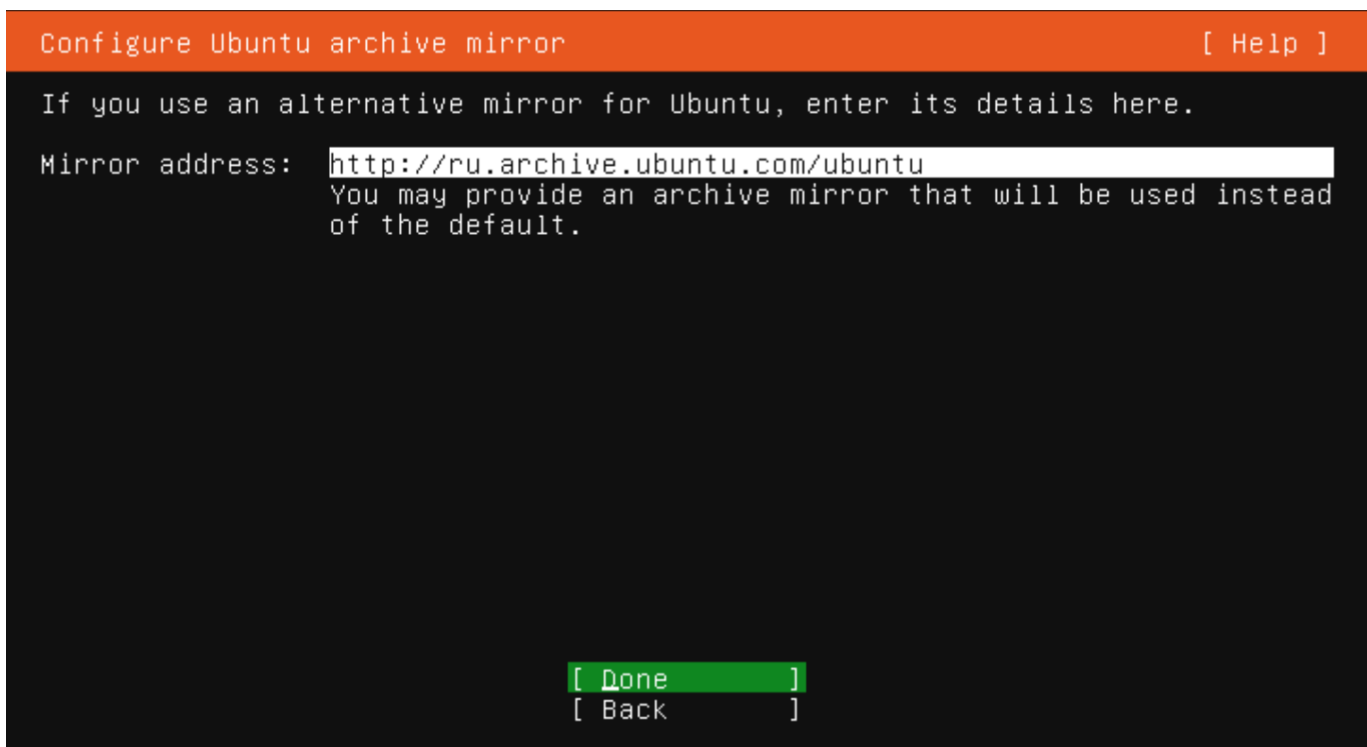 Configure Ubuntu archive mirror [ Help ]
If you use an alternative mirror for Ubuntu, enter its details here.
Mirror address: http://ru.archive.ubuntu.com/ubuntu
You may provide an archive mirror that will be used instead
of the default.
[ Done ]
[ Back ]